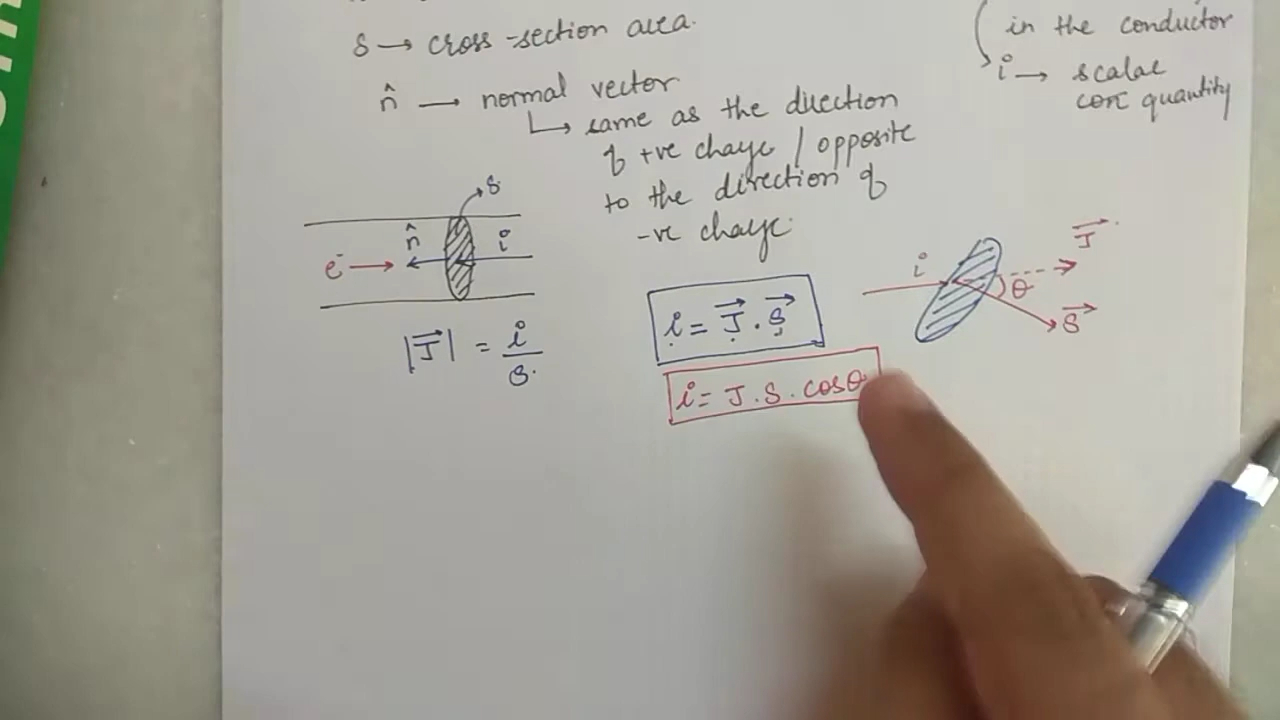 S → cross-section area.
n̂ → normal vector
↳ same as the direction
of +ve charge / opposite
to the direction of
-ve charge.
in the conductor
i → scalar
quantity
S
n̂
i
e⁻ →
|J⃗| = i/S.
i = J⃗ . S⃗
i = J . S . cosθ
i
J⃗
θ
S⃗